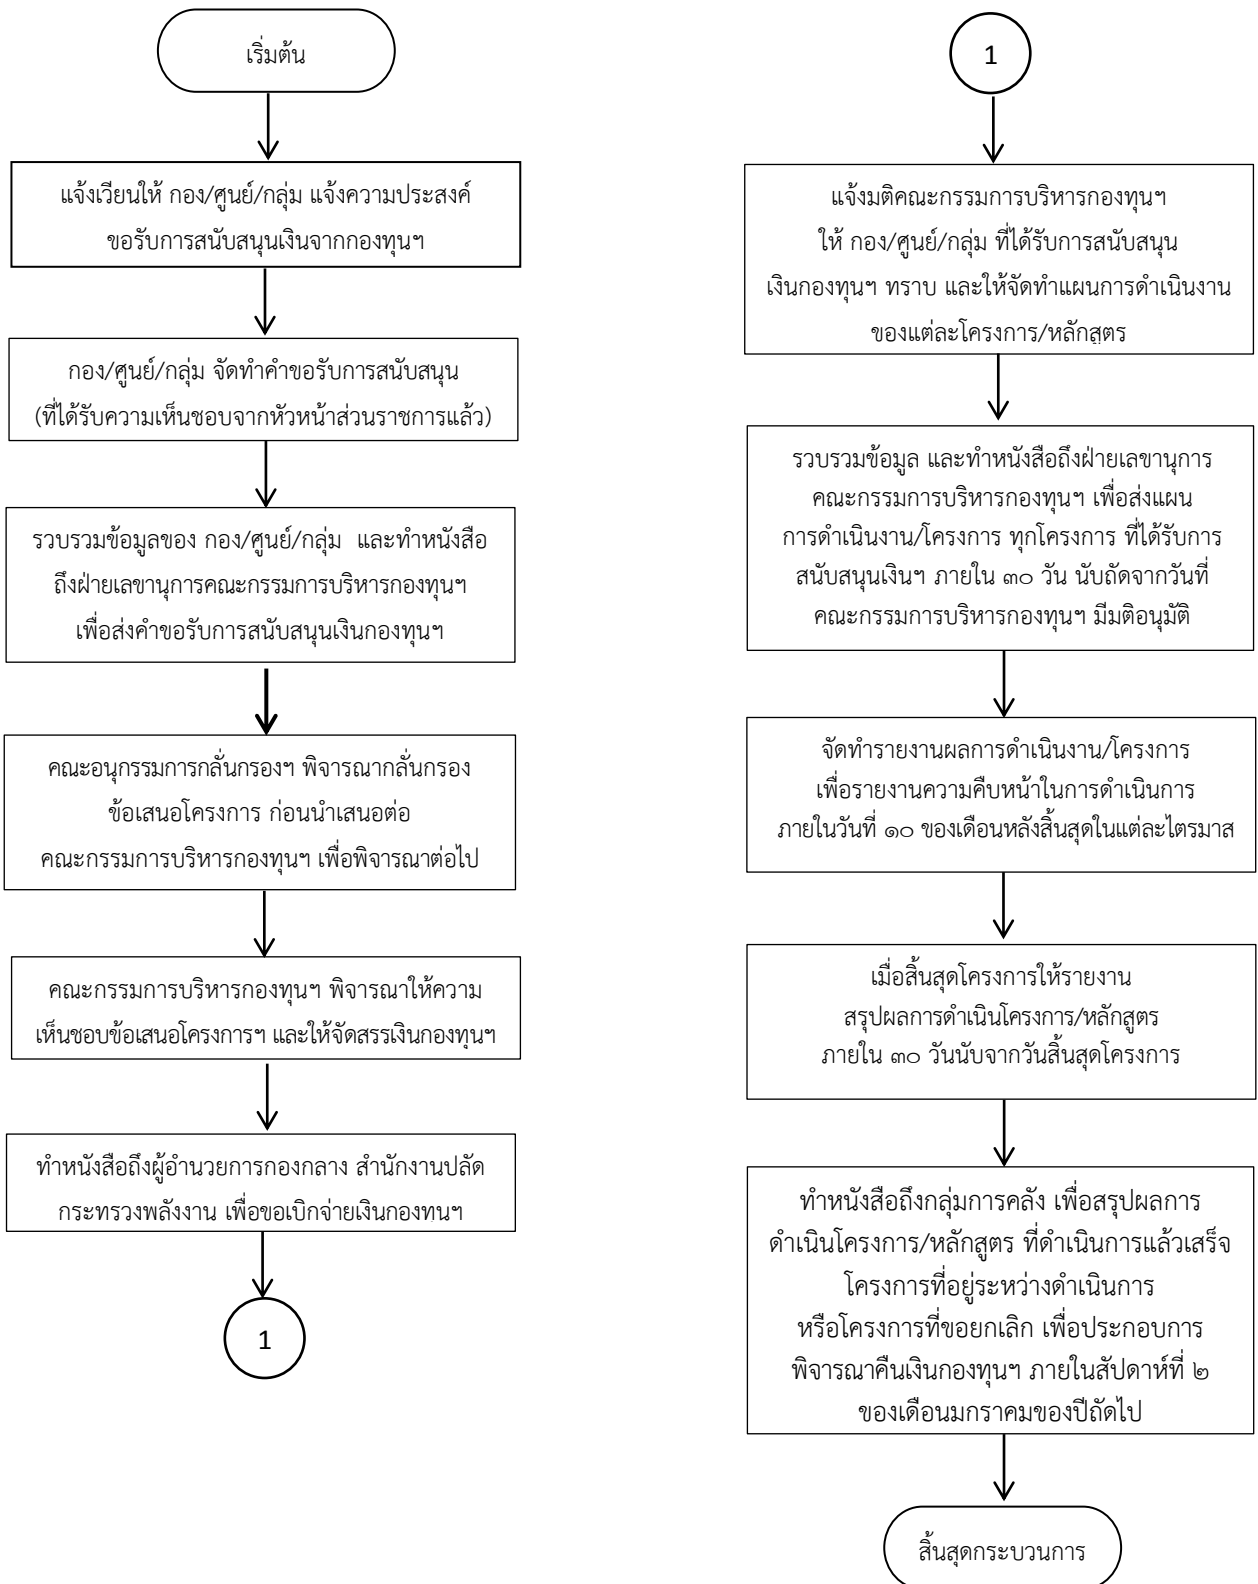 เริ่มต้น
แจ้งเวียนให้ กอง/ศูนย์/กลุ่ม แจ้งความประสงค์
ขอรับการสนับสนุนเงินจากกองทุนฯ
กอง/ศูนย์/กลุ่ม จัดทำคำขอรับการสนับสนุน
(ที่ได้รับความเห็นชอบจากหัวหน้าส่วนราชการแล้ว)
รวบรวมข้อมูลของ กอง/ศูนย์/กลุ่ม และทำหนังสือ
ถึงฝ่ายเลขานุการคณะกรรมการบริหารกองทุนฯ
เพื่อส่งคำขอรับการสนับสนุนเงินกองทุนฯ
คณะอนุกรรมการกลั่นกรองฯ พิจารณากลั่นกรอง
ข้อเสนอโครงการ ก่อนนำเสนอต่อ
คณะกรรมการบริหารกองทุนฯ เพื่อพิจารณาต่อไป
คณะกรรมการบริหารกองทุนฯ พิจารณาให้ความ
เห็นชอบข้อเสนอโครงการฯ และให้จัดสรรเงินกองทุนฯ
ทำหนังสือถึงผู้อำนวยการกองกลาง สำนักงานปลัด
กระทรวงพลังงาน เพื่อขอเบิกจ่ายเงินกองทนฯ
1
1
แจ้งมติคณะกรรมการบริหารกองทุนฯ
ให้ กอง/ศูนย์/กลุ่ม ที่ได้รับการสนับสนุน
เงินกองทุนฯ ทราบ และให้จัดทำแผนการดำเนินงาน
ของแต่ละโครงการ/หลักสูตร
รวบรวมข้อมูล และทำหนังสือถึงฝ่ายเลขานุการ
คณะกรรมการบริหารกองทุนฯ เพื่อส่งแผน
การดำเนินงาน/โครงการ ทุกโครงการ ที่ได้รับการ
สนับสนุนเงินฯ ภายใน ๓๐ วัน นับถัดจากวันที่
คณะกรรมการบริหารกองทุนฯ มีมติอนุมัติ
จัดทำรายงานผลการดำเนินงาน/โครงการ
เพื่อรายงานความคืบหน้าในการดำเนินการ
ภายในวันที่ ๑๐ ของเดือนหลังสิ้นสุดในแต่ละไตรมาส
เมื่อสิ้นสุดโครงการให้รายงาน
สรุปผลการดำเนินโครงการ/หลักสูตร
ภายใน ๓๐ วันนับจากวันสิ้นสุดโครงการ
ทำหนังสือถึงกลุ่มการคลัง เพื่อสรุปผลการ
ดำเนินโครงการ/หลักสูตร ที่ดำเนินการแล้วเสร็จ
โครงการที่อยู่ระหว่างดำเนินการ
หรือโครงการที่ขอยกเลิก เพื่อประกอบการ
พิจารณาคืนเงินกองทุนฯ ภายในสัปดาห์ที่ ๒
ของเดือนมกราคมของปีถัดไป
สิ้นสุดกระบวนการ